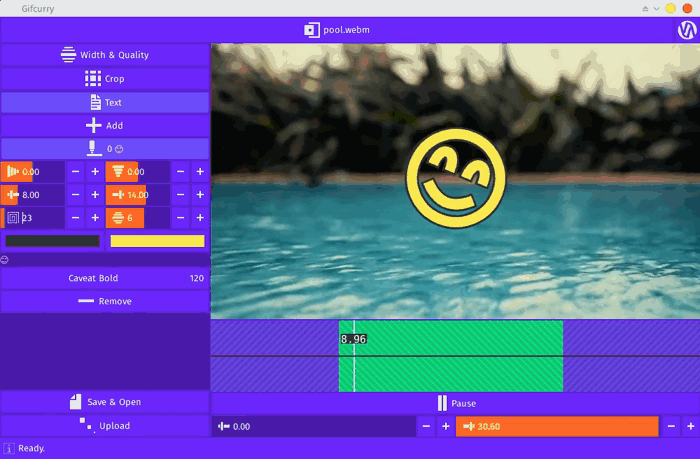 Gifcurry
pool.webm
Width & Quality
Crop
Text
Add
0 ☺
0.00
0.00
8.00
14.00
23
6
☺
Caveat Bold 120
Remove
8.96
Save & Open
Pause
Upload
0.00
30.60
Ready.